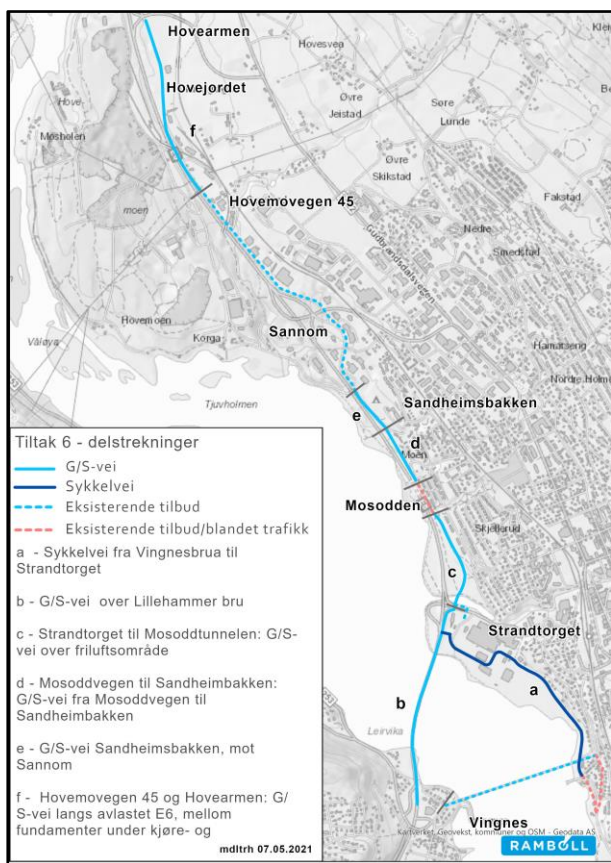 Hovearmen
Hovesvea
Hovejordet
Hove
Øvre
Jeistad
Søre
Lunde
Mosholen
f
Øvre
Skikstad
Fakstad
moen
Hovemovegen 45
Nedre
Smedstad
Gudbrandsdalsvegen
Hovemoen
Korga
Sannom
Våløya
Hamartseng
Nordre Holme
Tjuvholmen
Sandheimsbakken
e
d
Moen
Mosodden
Skjellerud
c
Strandtorget
a
b
Leirvika
Vingnes
Tiltak 6 - delstrekninger
G/S-vei
Sykkelvei
Eksisterende tilbud
Eksisterende tilbud/blandet trafikk
a - Sykkelvei fra Vingnesbrua til
Strandtorget
b - G/S-vei over Lillehammer bru
c - Strandtorget til Mosoddtunnelen: G/S-
vei over friluftsområde
d - Mosoddvegen til Sandheimbakken:
G/S-vei fra Mosoddvegen til
Sandheimbakken
e - G/S-vei Sandheimsbakken, mot
Sannom
f - Hovemovegen 45 og Hovearmen: G/
S-vei langs avlastet E6, mellom
fundamenter under kjøre- og
mdltrh 07.05.2021
Kartverket, Geovekst, kommuner og OSM - Geodata AS
RAMBOLL